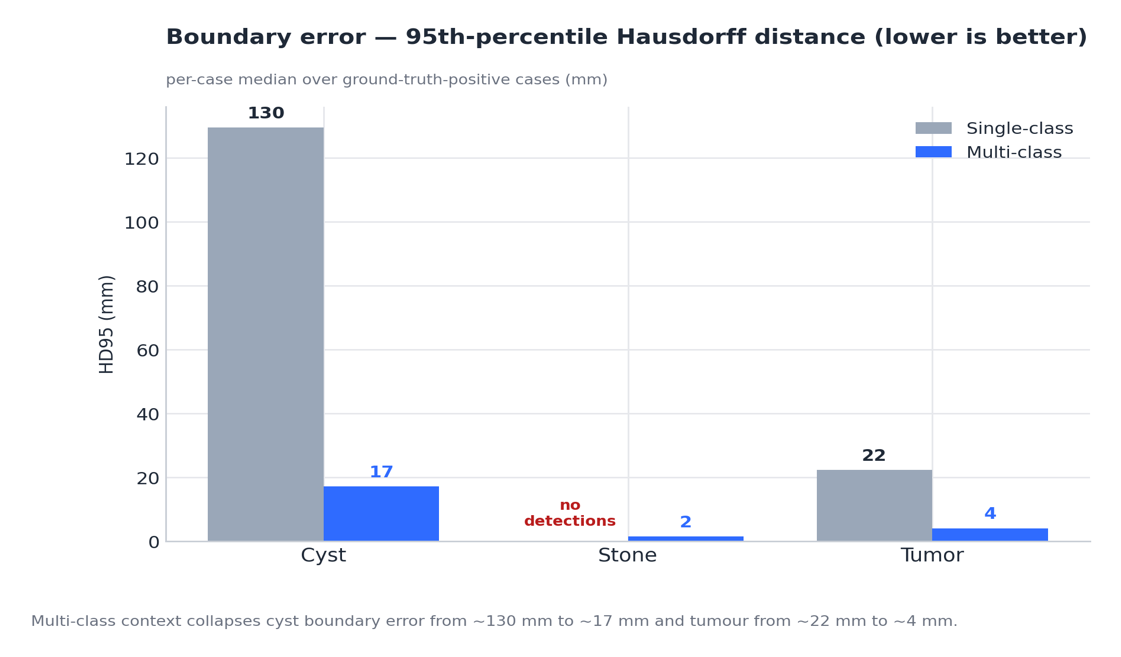 Boundary error — 95th-percentile Hausdorff distance (lower is better)
per-case median over ground-truth-positive cases (mm)
130
Single-class
Multi-class
120
100
80
60
40
20
0
HD95 (mm)
17
no
detections
2
22
4
Cyst
Stone
Tumor
Multi-class context collapses cyst boundary error from ~130 mm to ~17 mm and tumour from ~22 mm to ~4 mm.